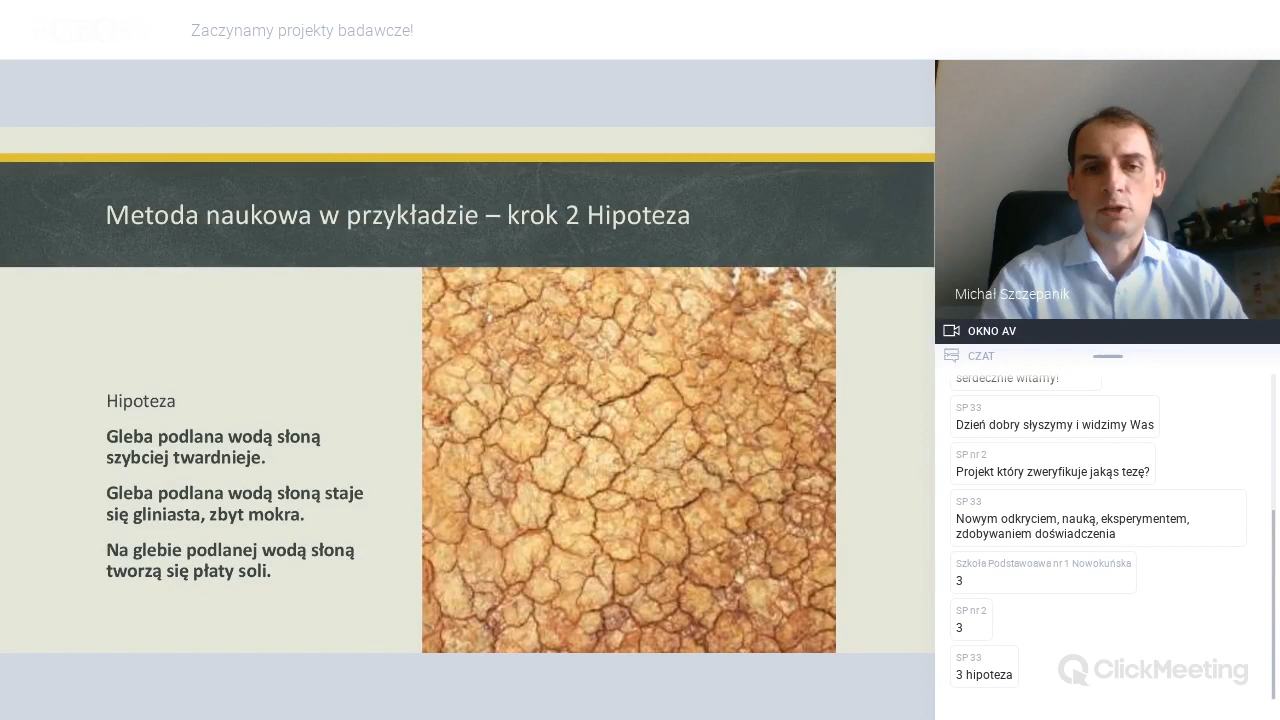 Zaczynamy projekty badawcze!
Metoda naukowa w przykładzie – krok 2 Hipoteza
Hipoteza
Gleba podlana wodą słoną
szybciej twardnieje.
Gleba podlana wodą słoną staje
się gliniasta, zbyt mokra.
Na glebie podlanej wodą słoną
tworzą się płaty soli.
Michał Szczepanik
OKNO AV
CZAT
serdecznie witamy!
SP 33
Dzień dobry słyszymy i widzimy Was
SP nr 2
Projekt który zweryfikuje jakąs tezę?
SP 33
Nowym odkryciem, nauką, eksperymentem,
zdobywaniem doświadczenia
Szkoła Podstawoawa nr 1 Nowokuńska
3
SP nr 2
3
SP 33
3 hipoteza
ClickMeeting